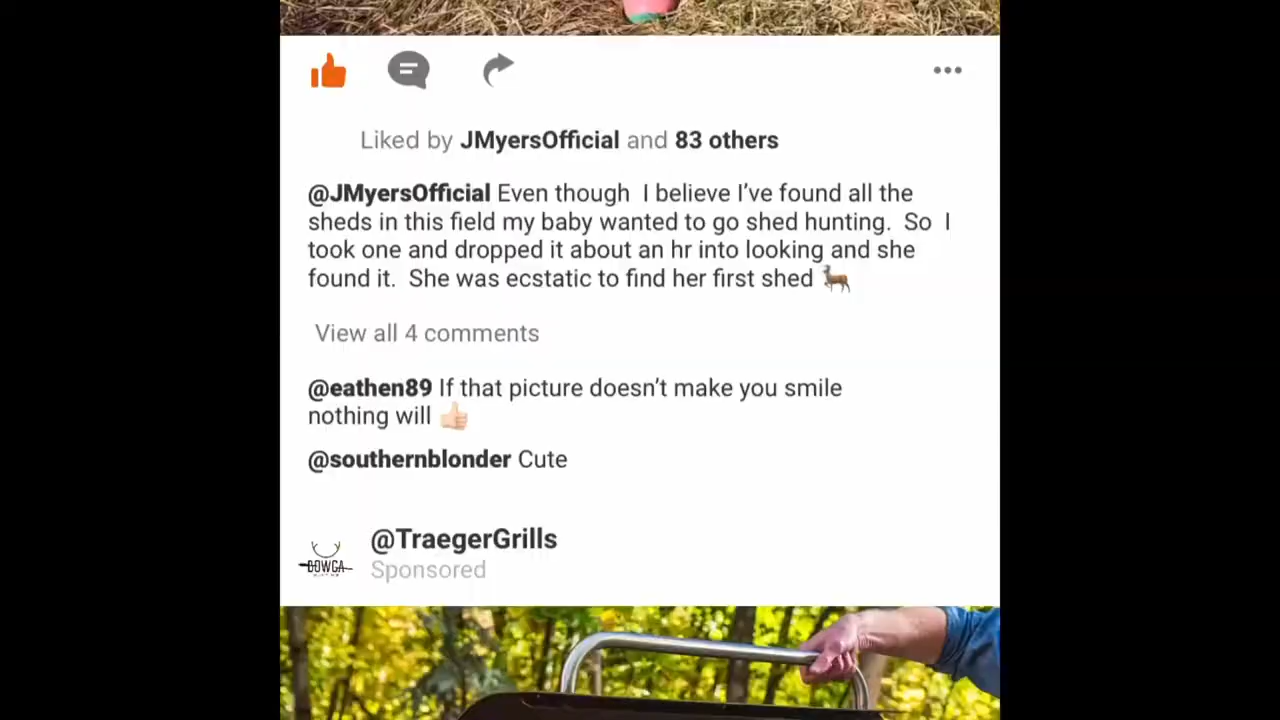 Liked by JMyersOfficial and 83 others
@JMyersOfficial Even though I believe I’ve found all the
sheds in this field my baby wanted to go shed hunting. So I
took one and dropped it about an hr into looking and she
found it. She was ecstatic to find her first shed
View all 4 comments
@eathen89 If that picture doesn’t make you smile
nothing will
@southernblonder Cute
@TraegerGrills
Sponsored